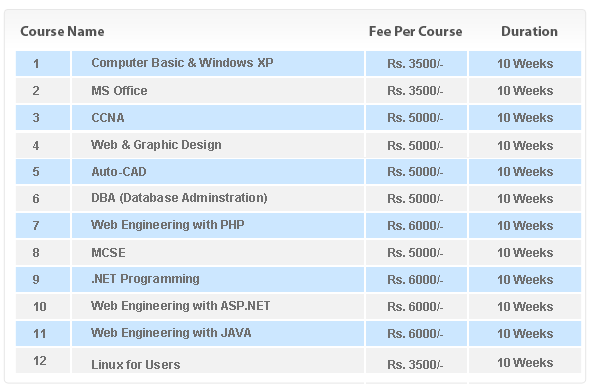 Course Name Fee Per Course Duration
1 Computer Basic & Windows XP Rs. 3500/- 10 Weeks
2 MS Office Rs. 3500/- 10 Weeks
3 CCNA Rs. 5000/- 10 Weeks
4 Web & Graphic Design Rs. 5000/- 10 Weeks
5 Auto-CAD Rs. 5000/- 10 Weeks
6 DBA (Database Adminstration) Rs. 5000/- 10 Weeks
7 Web Engineering with PHP Rs. 6000/- 10 Weeks
8 MCSE Rs. 5000/- 10 Weeks
9 .NET Programming Rs. 6000/- 10 Weeks
10 Web Engineering with ASP.NET Rs. 6000/- 10 Weeks
11 Web Engineering with JAVA Rs. 6000/- 10 Weeks
12 Linux for Users Rs. 3500/- 10 Weeks